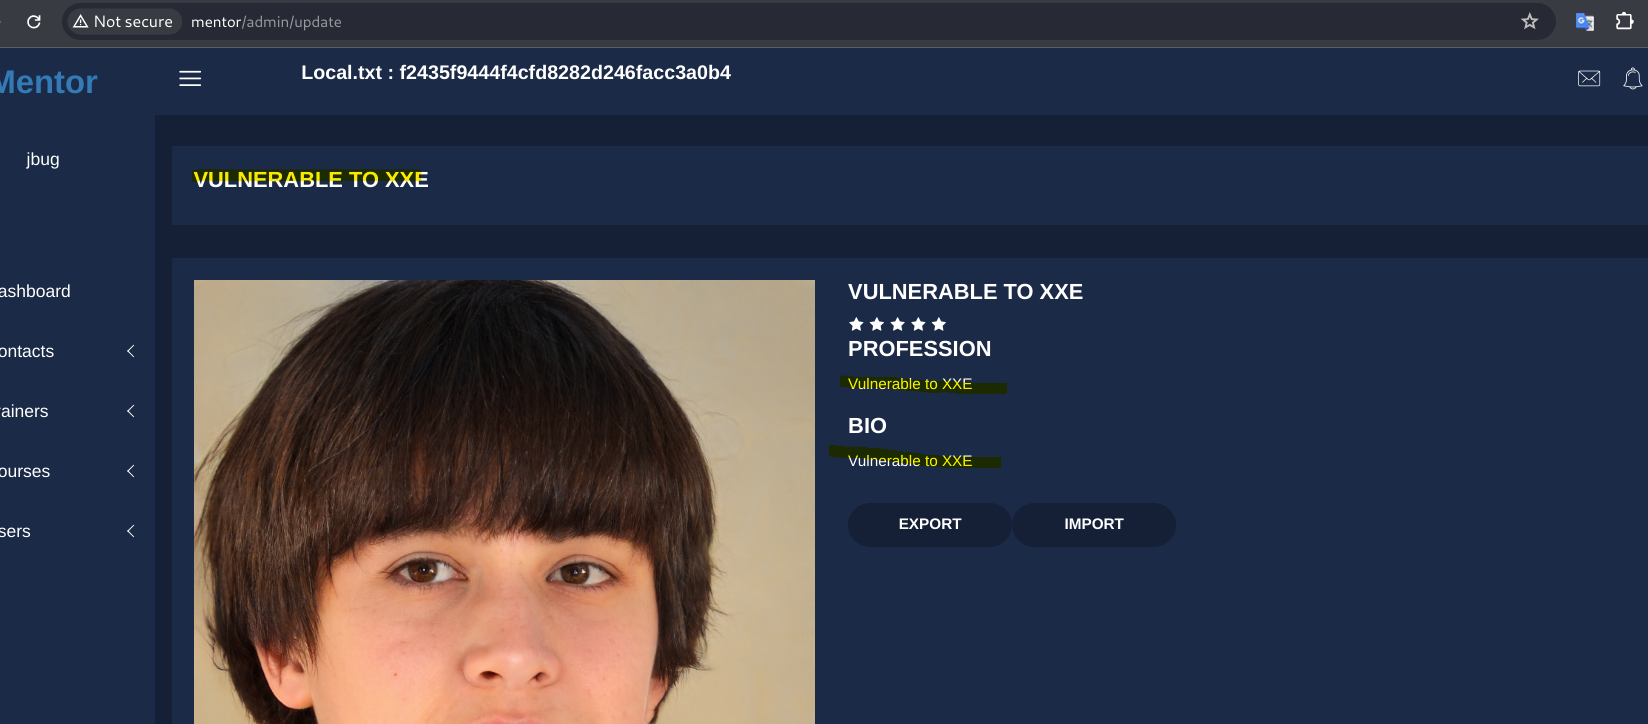 Not secure mentor/admin/update
Mentor
Local.txt : f2435f9444f4cfd8282d246facc3a0b4
jbug
VULNERABLE TO XXE
ashboard
ontacts
ainers
ourses
sers
VULNERABLE TO XXE
PROFESSION
Vulnerable to XXE
BIO
Vulnerable to XXE
EXPORT IMPORT